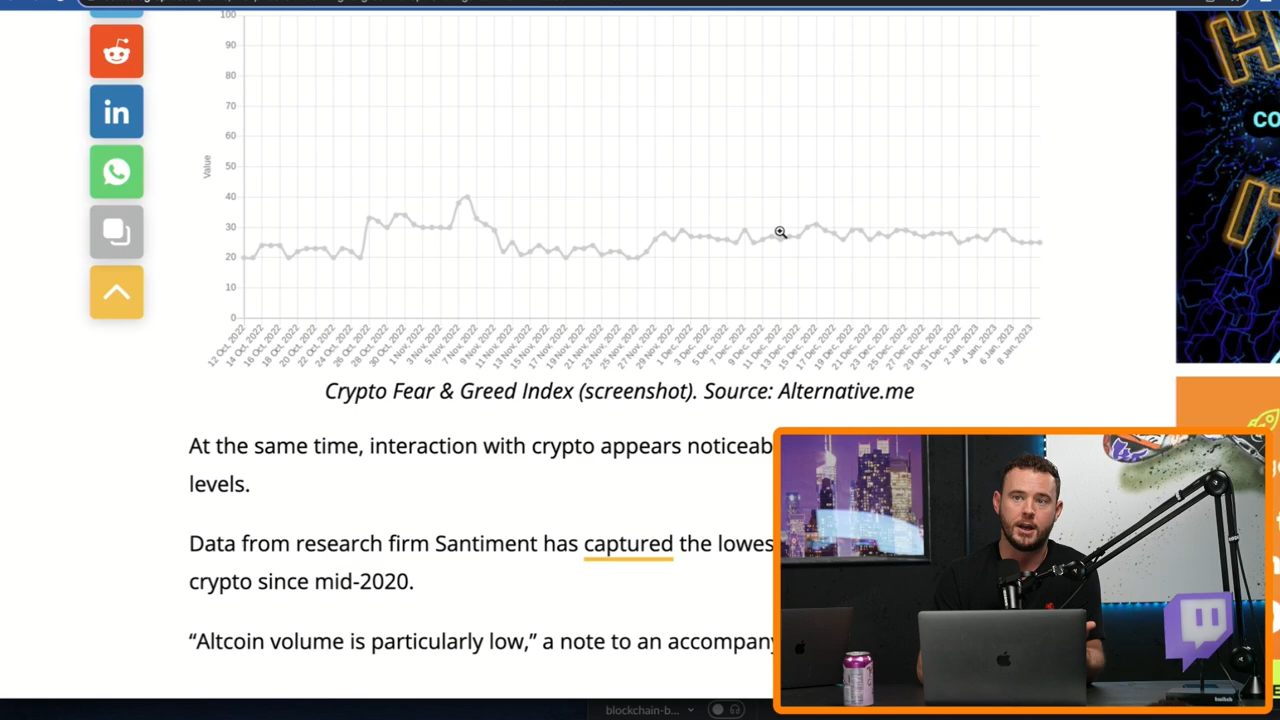 100
90
80
70
60
50
40
30
20
10
0
Value
12 Oct, 2022
14 Oct, 2022
16 Oct, 2022
18 Oct, 2022
20 Oct, 2022
22 Oct, 2022
24 Oct, 2022
26 Oct, 2022
28 Oct, 2022
30 Oct, 2022
1 Nov, 2022
3 Nov, 2022
5 Nov, 2022
7 Nov, 2022
9 Nov, 2022
11 Nov, 2022
13 Nov, 2022
15 Nov, 2022
17 Nov, 2022
19 Nov, 2022
21 Nov, 2022
23 Nov, 2022
25 Nov, 2022
27 Nov, 2022
29 Nov, 2022
1 Dec, 2022
3 Dec, 2022
5 Dec, 2022
7 Dec, 2022
9 Dec, 2022
11 Dec, 2022
13 Dec, 2022
15 Dec, 2022
17 Dec, 2022
19 Dec, 2022
21 Dec, 2022
23 Dec, 2022
25 Dec, 2022
27 Dec, 2022
29 Dec, 2022
31 Dec, 2022
2 Jan, 2023
4 Jan, 2023
6 Jan, 2023
8 Jan, 2023
in
CO
Crypto Fear & Greed Index (screenshot). Source: Alternative.me
At the same time, interaction with crypto appears noticeab
levels.
Data from research firm Santiment has captured the lowes
crypto since mid-2020.
“Altcoin volume is particularly low,” a note to an accompany
blockchain-b...